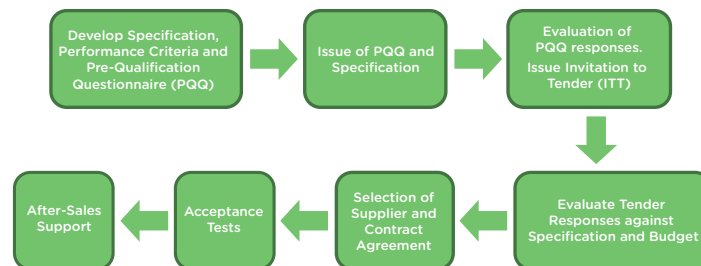 Develop Specification,
Performance Criteria and
Pre-Qualification
Questionnaire (PQQ)
Issue of PQQ and
Specification
Evaluation of
PQQ responses.
Issue Invitation to
Tender (ITT)
Evaluate Tender
Responses against
Specification and Budget
Selection of
Supplier and
Contract
Agreement
Acceptance
Tests
After-Sales
Support